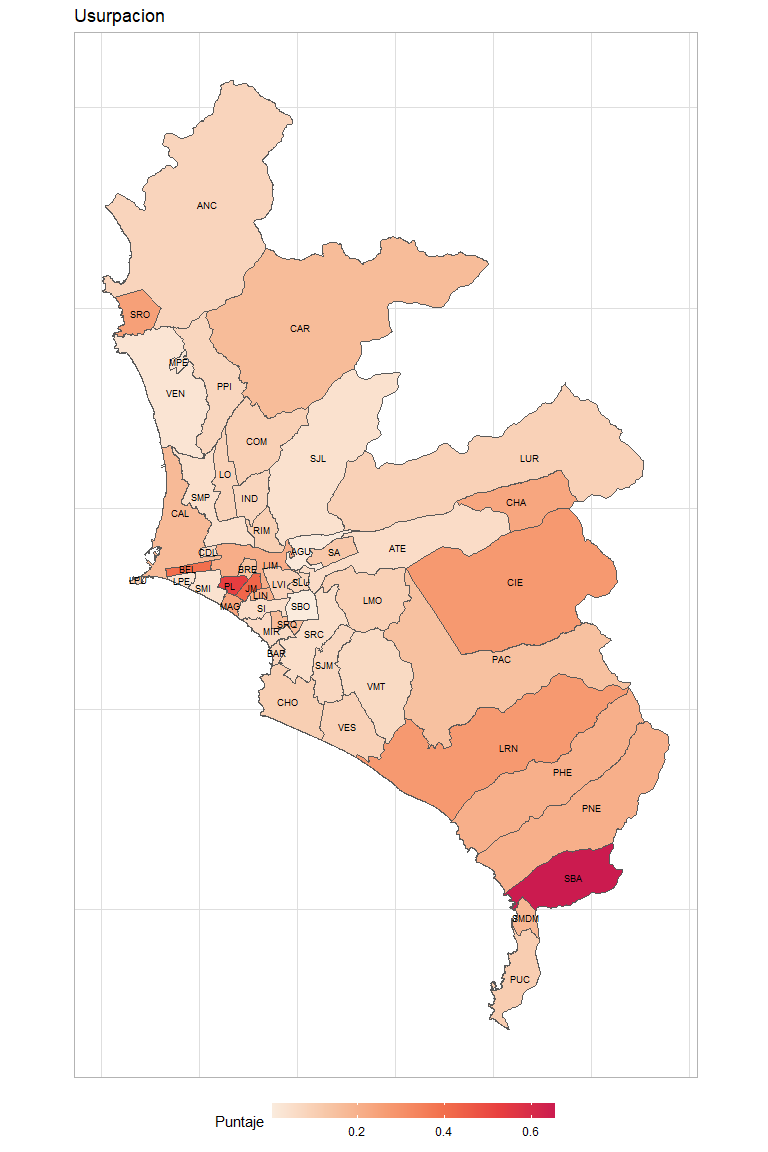 Usurpacion
ANC
SRO
CAR
MPE
VEN
PPI
COM
SJL
LUR
LO
SMP
IND
CHA
CAL
RIM
CDL
AGU
SA
ATE
BEL
BRE
LIM
LPE
SMI
PL
JM
LVI
SLU
CIE
LIN
LMO
MAG
SI
SBO
SRQ
MIR
SRC
BAR
SJM
PAC
VMT
CHO
VES
LRN
PHE
PNE
SBA
SMDM
PUC
Puntaje
0.2 0.4 0.6